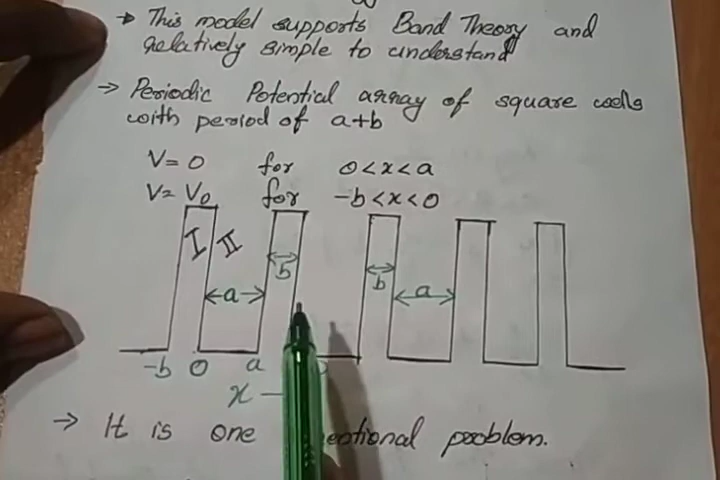 → This model supports Band Theory and
relatively simple to understand
→ Periodic Potential array of square wells
with period of a+b
V=0 for 0<x<a
V=V₀ for -b<x<0
I II
b b
a a
-b 0 a
x
→ It is one problem.